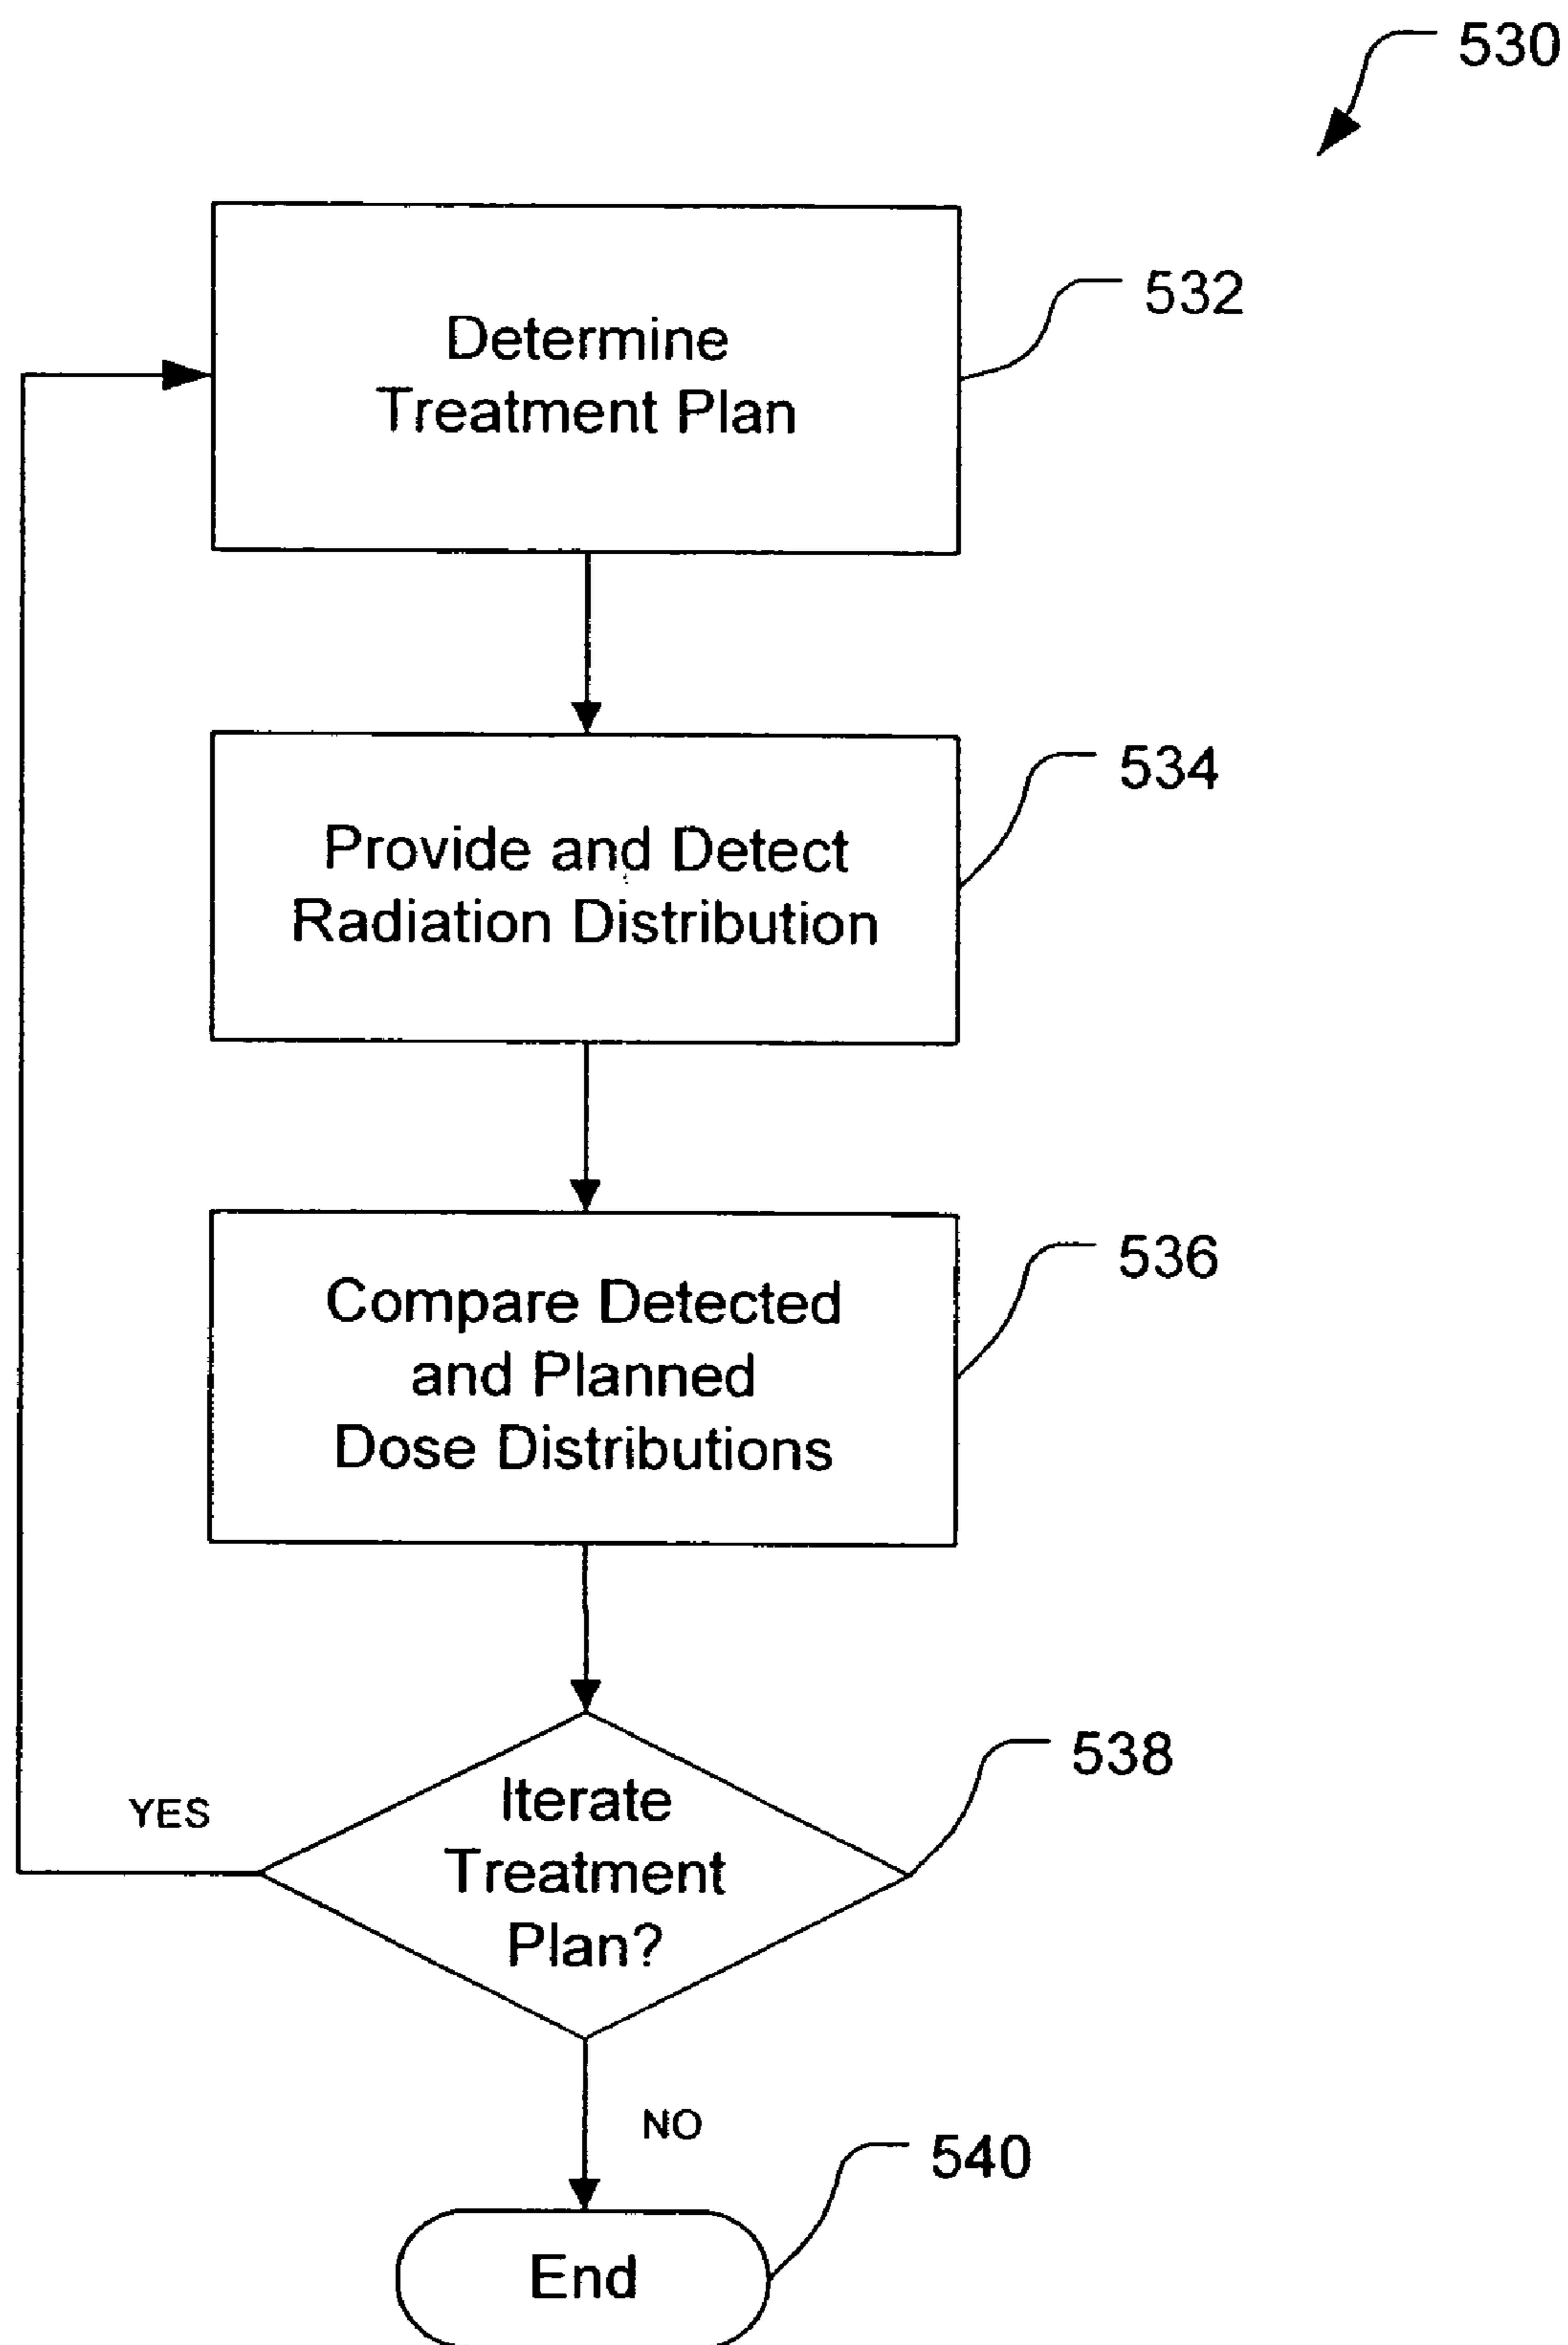 530
Determine
Treatment Plan
532
Provide and Detect
Radiation Distribution
534
Compare Detected
and Planned
Dose Distributions
536
Iterate
Treatment
Plan?
538
YES
NO
End
540